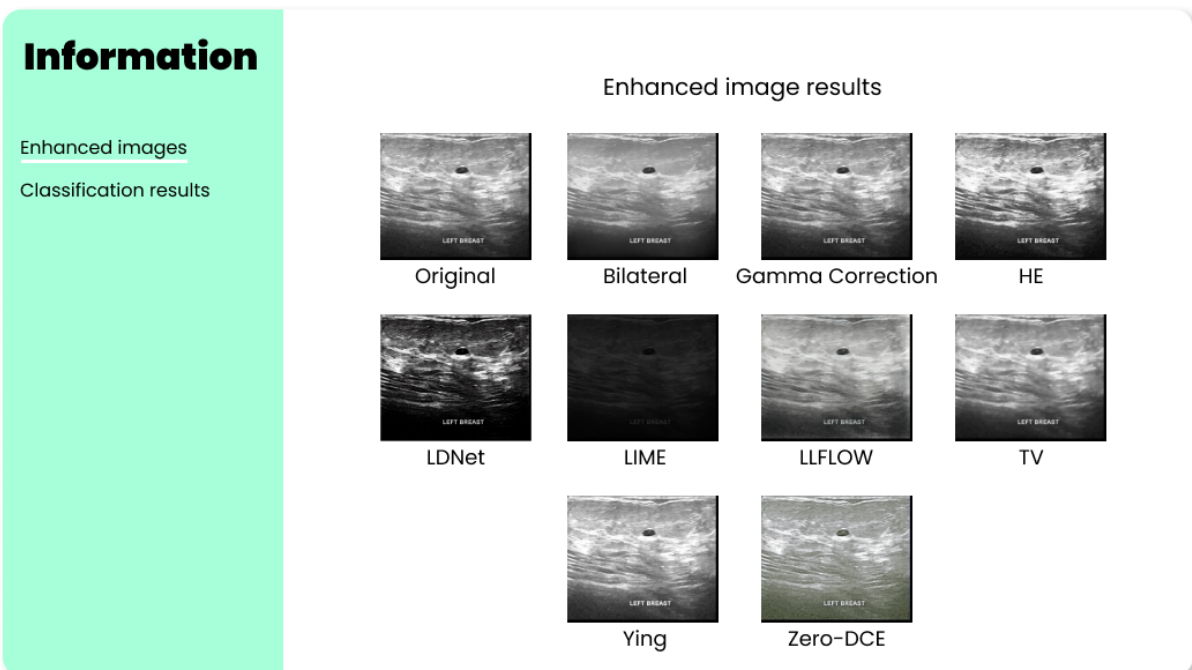 Information
Enhanced images
Classification results
Enhanced image results
LEFT BREAST LEFT BREAST LEFT BREAST LEFT BREAST
Original Bilateral Gamma Correction HE
LEFT BREAST LEFT BREAST LEFT BREAST LEFT BREAST
LDNet LIME LLFLOW TV
LEFT BREAST LEFT BREAST
Ying Zero-DCE